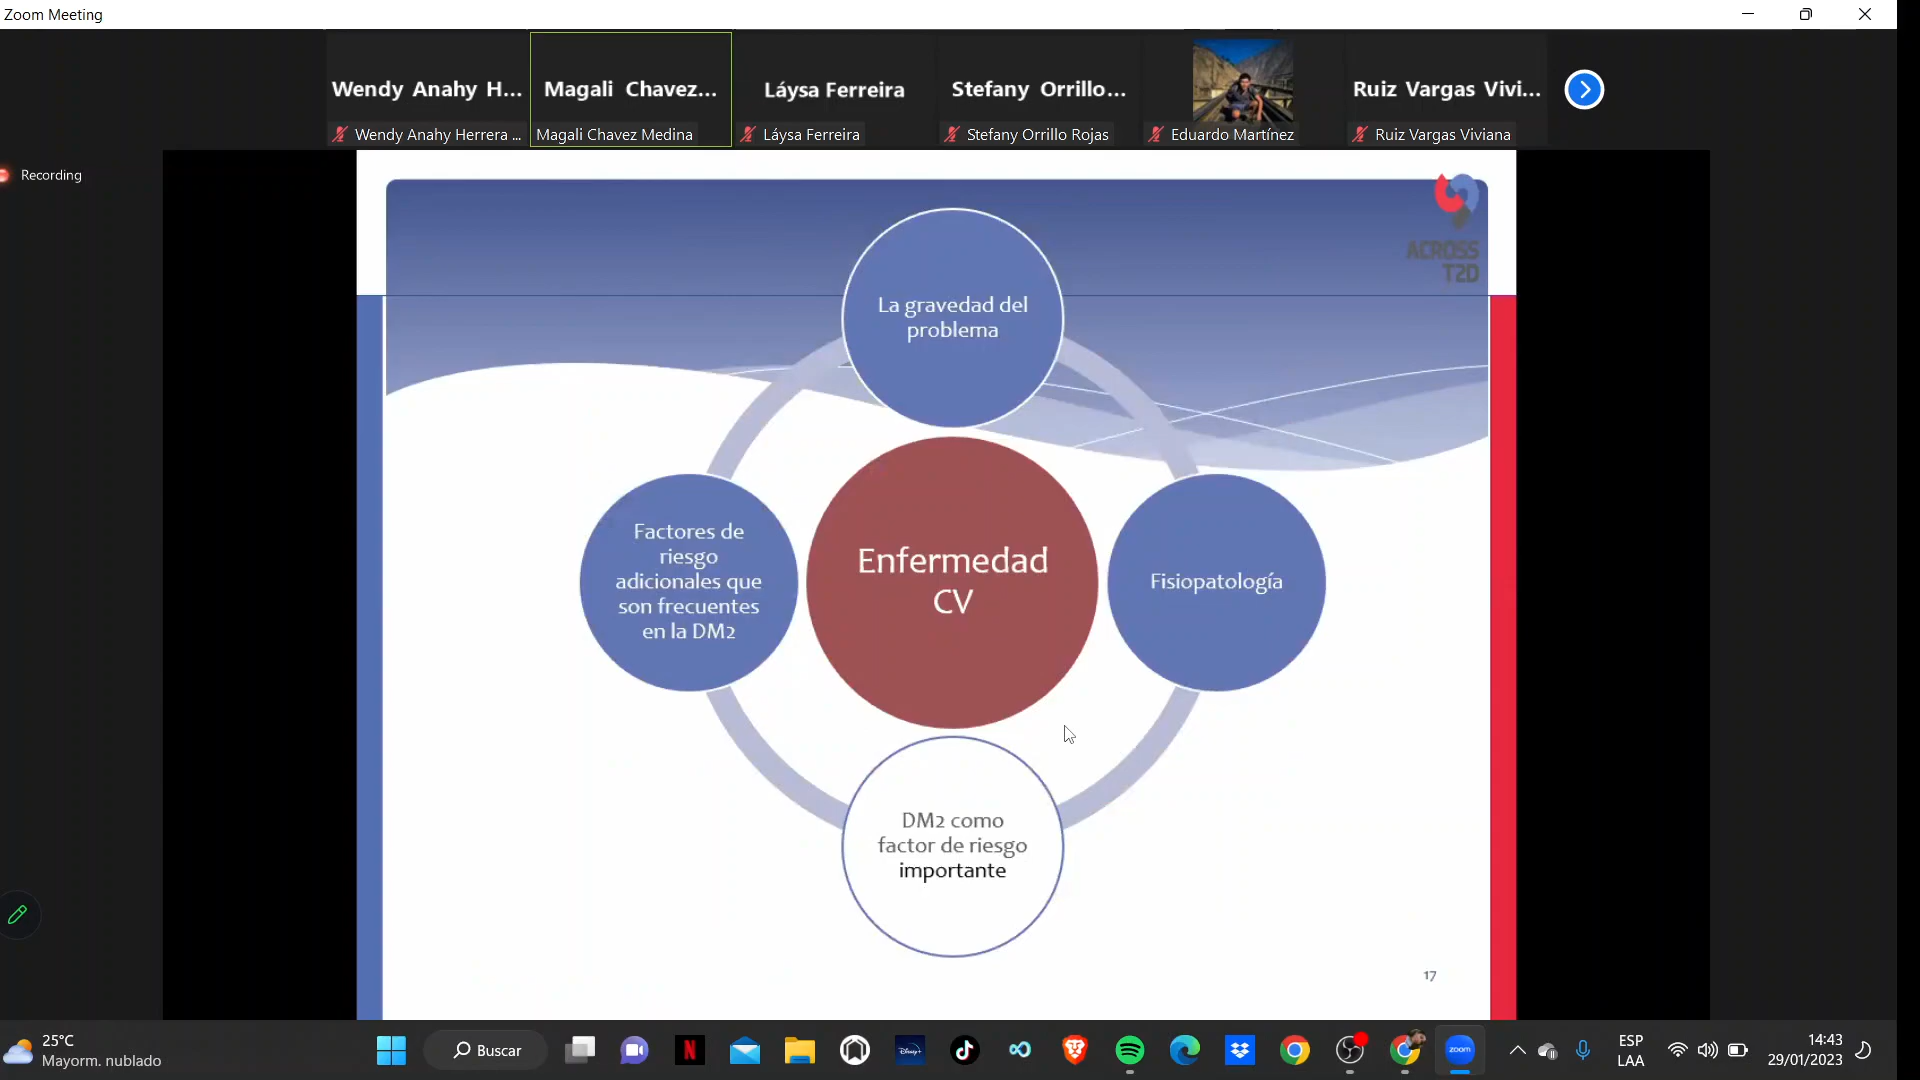 Zoom Meeting
Wendy Anahy H...
Magali Chavez...
Láysa Ferreira
Stefany Orrillo...
Ruiz Vargas Vivi...
Wendy Anahy Herrera ...
Magali Chavez Medina
Láysa Ferreira
Stefany Orrillo Rojas
Eduardo Martínez
Ruiz Vargas Viviana
Recording
ACROSS
T2D
La gravedad del
problema
Factores de
riesgo
adicionales que
son frecuentes
en la DM2
Enfermedad
CV
Fisiopatología
DM2 como
factor de riesgo
importante
17
25°C
Mayorm. nublado
Buscar
N
Disney+
zoom
ESP
LAA
14:43
29/01/2023